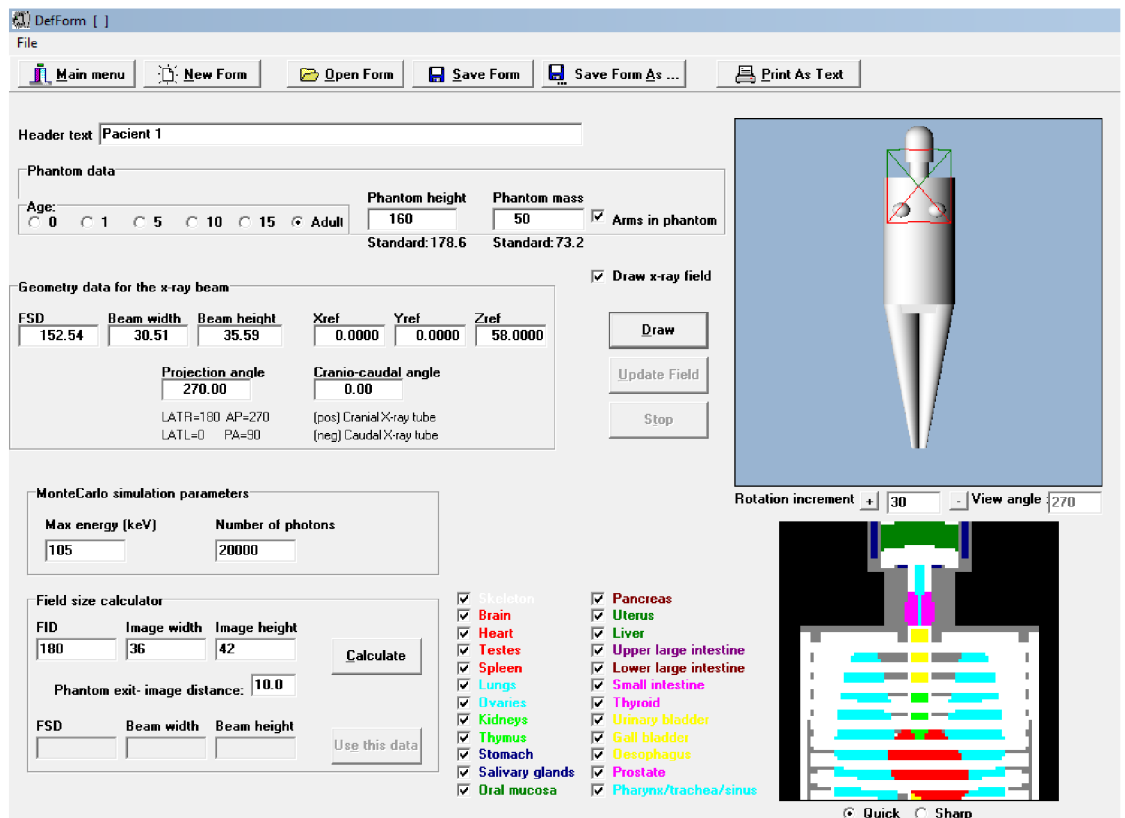 DefForm [ ]
File
Main menu New Form Open Form Save Form Save Form As ... Print As Text
Header text Pacient 1
Phantom data
Age:
0 1 5 10 15 Adult
Phantom height Phantom mass
160 50 Arms in phantom
Standard: 178.6 Standard: 73.2
Draw x-ray field
Geometry data for the x-ray beam
FSD Beam width Beam height Xref Yref Zref
152.54 30.51 35.59 0.0000 0.0000 58.0000
Projection angle Cranio-caudal angle
270.00 0.00
LATR=180 AP=270 (pos) Cranial X-ray tube
LATL=0 PA=90 (neg) Caudal X-ray tube
Draw
Update Field
Stop
Rotation increment + 30 - View angle : 270
MonteCarlo simulation parameters
Max energy (keV) Number of photons
105 20000
Field size calculator
FID Image width Image height
180 36 42
Calculate
Phantom exit- image distance: 10.0
FSD Beam width Beam height
Use this data
Skeleton Pancreas
Brain Uterus
Heart Liver
Testes Upper large intestine
Spleen Lower large intestine
Lungs Small intestine
Ovaries Thyroid
Kidneys Urinary bladder
Thymus Gall bladder
Stomach Oesophagus
Salivary glands Prostate
Oral mucosa Pharynx/trachea/sinus
Quick Sharp